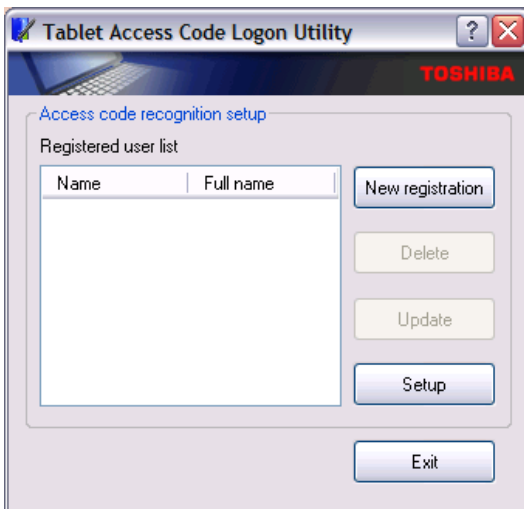 Tablet Access Code Logon Utility
TOSHIBA
Access code recognition setup
Registered user list
Name Full name
New registration
Delete
Update
Setup
Exit